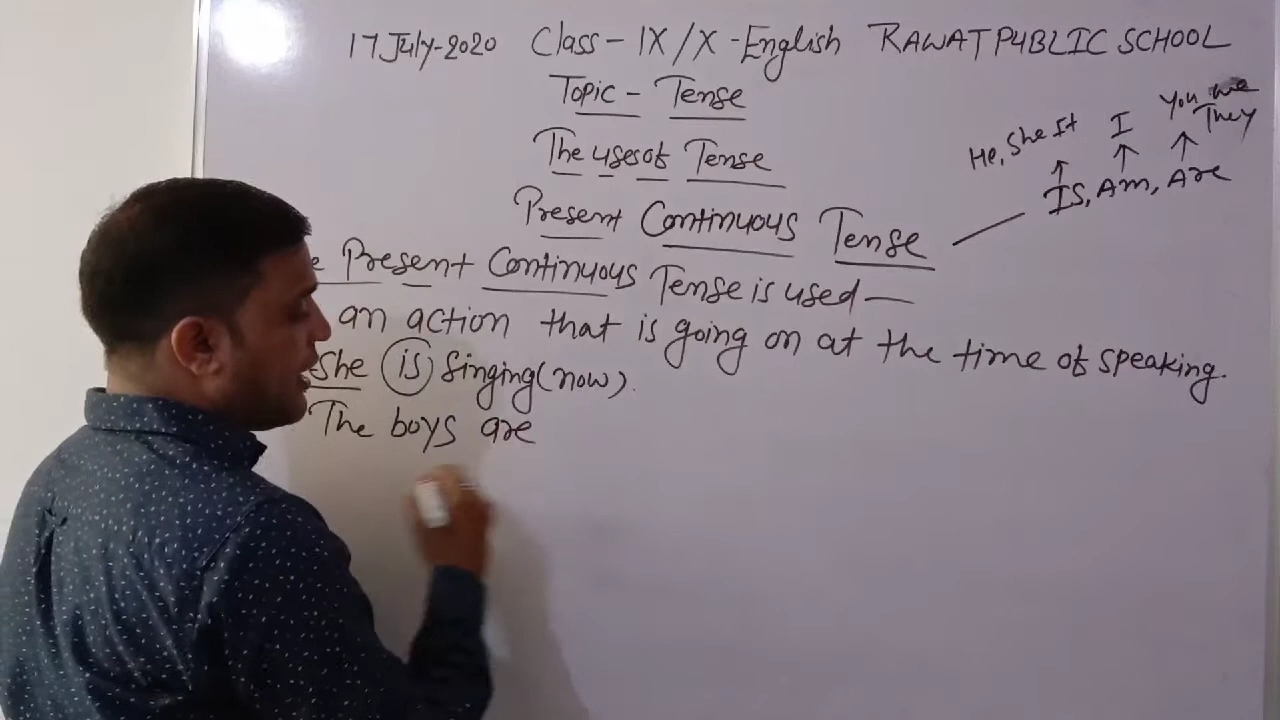 17 July-2020 Class - IX/X - English RAWAT PUBLIC SCHOOL
Topic - Tense
The uses of Tense
He, She It I You we They
Is, Am, Are
Present Continuous Tense —
e Present Continuous Tense is used —
an action that is going on at the time of speaking.
She is singing (now).
The boys are